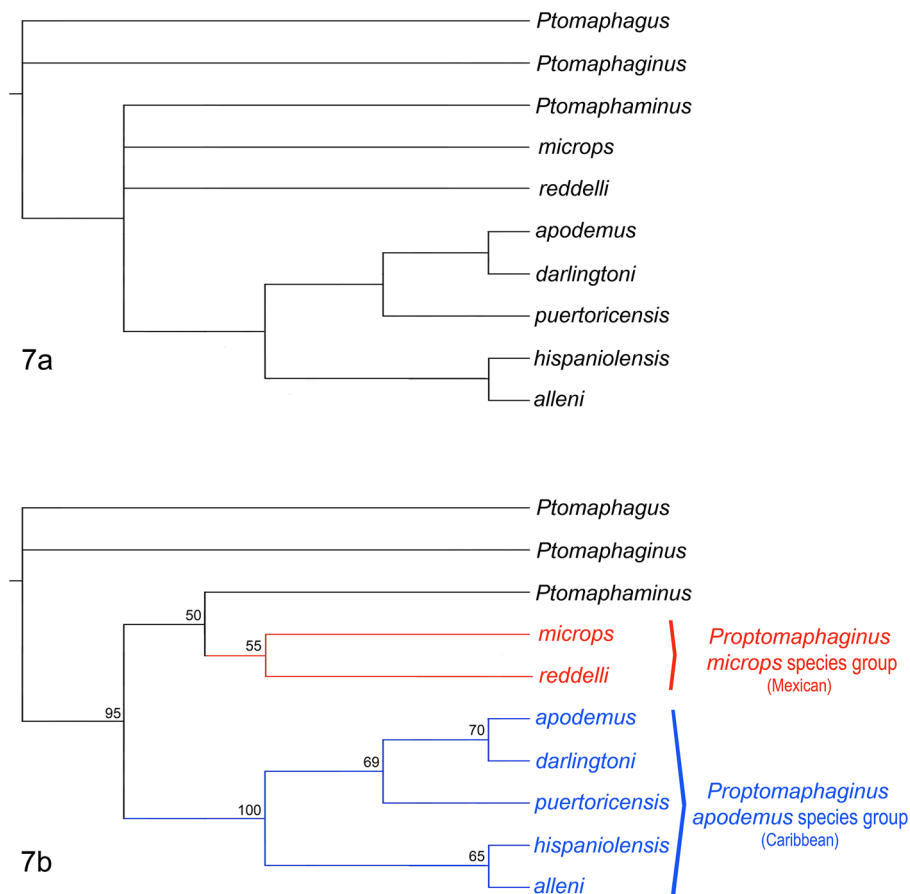 Ptomaphagus
Ptomaphaginus
Ptomaphaminus
microps
reddelli
apodemus
darlingtoni
puertoricensis
hispaniolensis
alleni
7a
Ptomaphagus
Ptomaphaginus
Ptomaphaminus
50
microps
55
reddelli
Proptomaphaginus
microps species group
(Mexican)
95
apodemus
70
darlingtoni
69
puertoricensis
100
hispaniolensis
65
alleni
Proptomaphaginus
apodemus species group
(Caribbean)
7b